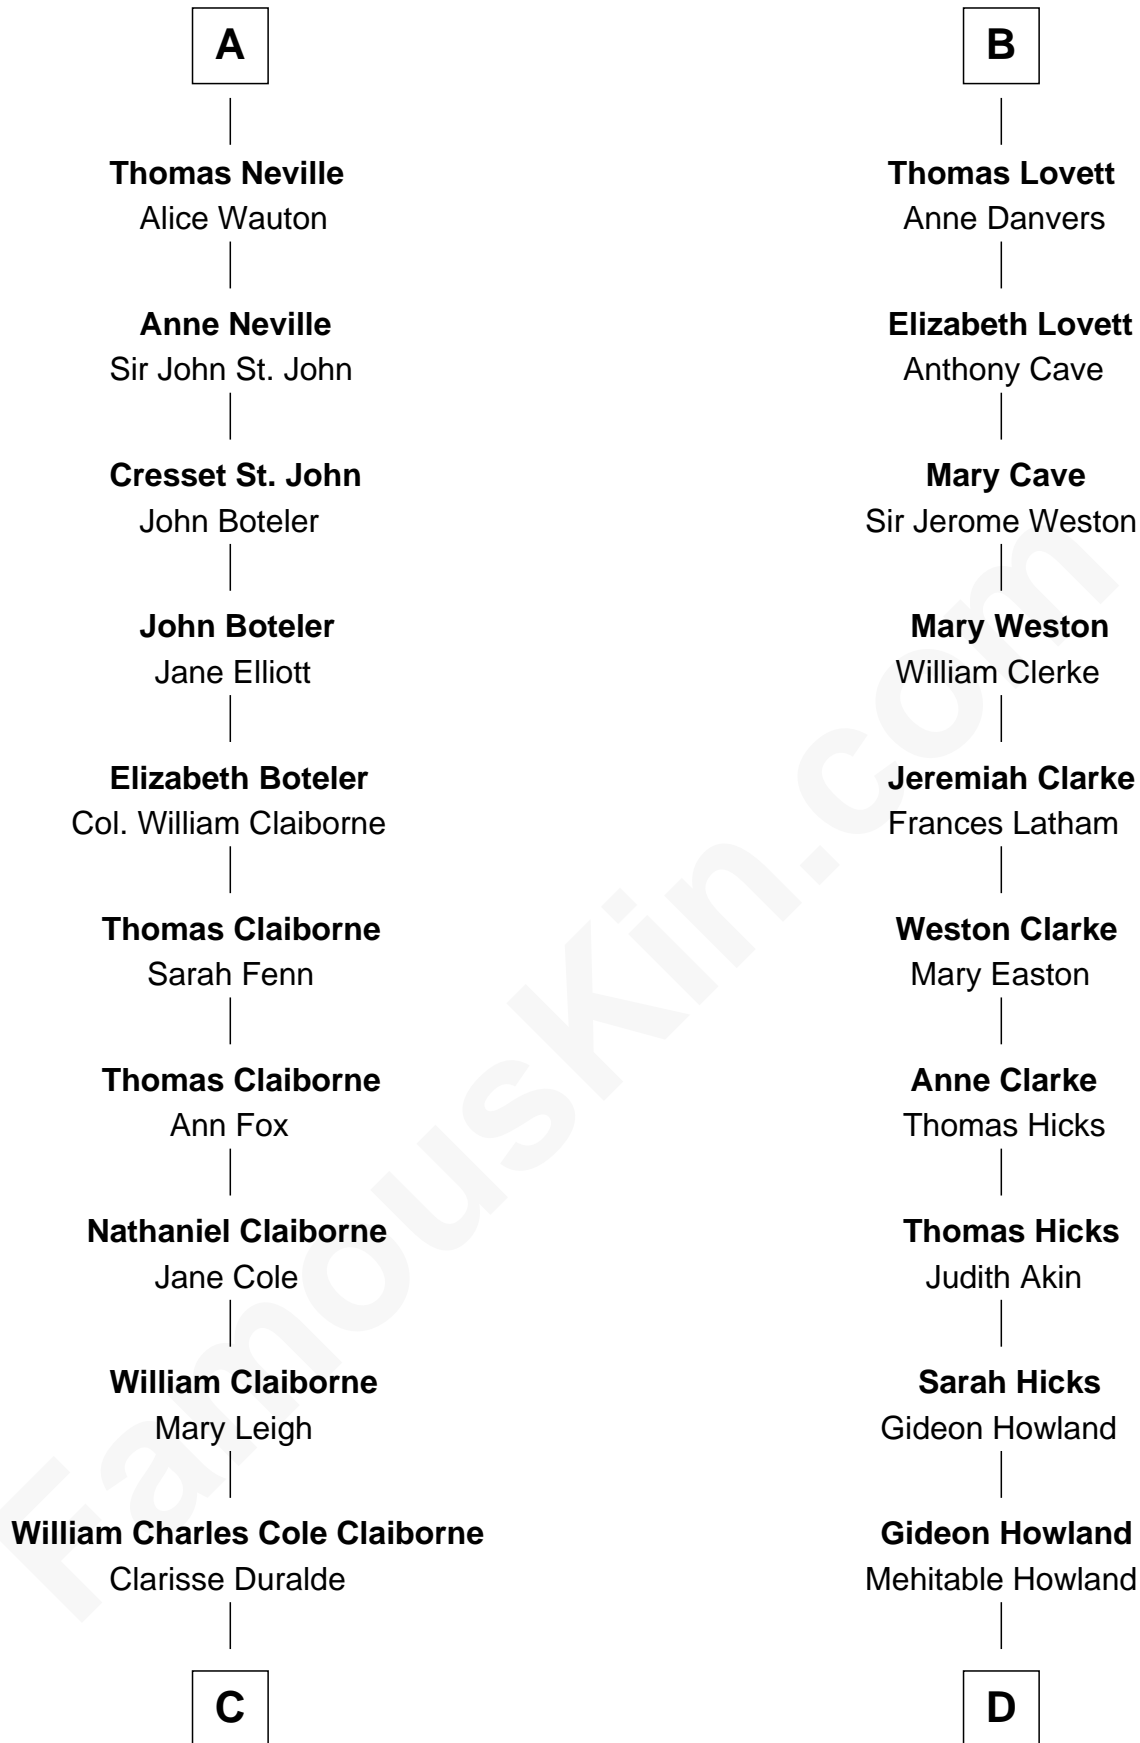 A
Thomas Neville
Alice Wauton
Anne Neville
Sir John St. John
Cresset St. John
John Boteler
John Boteler
Jane Elliott
Elizabeth Boteler
Col. William Claiborne
Thomas Claiborne
Sarah Fenn
Thomas Claiborne
Ann Fox
Nathaniel Claiborne
Jane Cole
William Claiborne
Mary Leigh
William Charles Cole Claiborne
Clarisse Duralde
C
B
Thomas Lovett
Anne Danvers
Elizabeth Lovett
Anthony Cave
Mary Cave
Sir Jerome Weston
Mary Weston
William Clerke
Jeremiah Clarke
Frances Latham
Weston Clarke
Mary Easton
Anne Clarke
Thomas Hicks
Thomas Hicks
Judith Akin
Sarah Hicks
Gideon Howland
Gideon Howland
Mehitable Howland
D
FamousKin.com